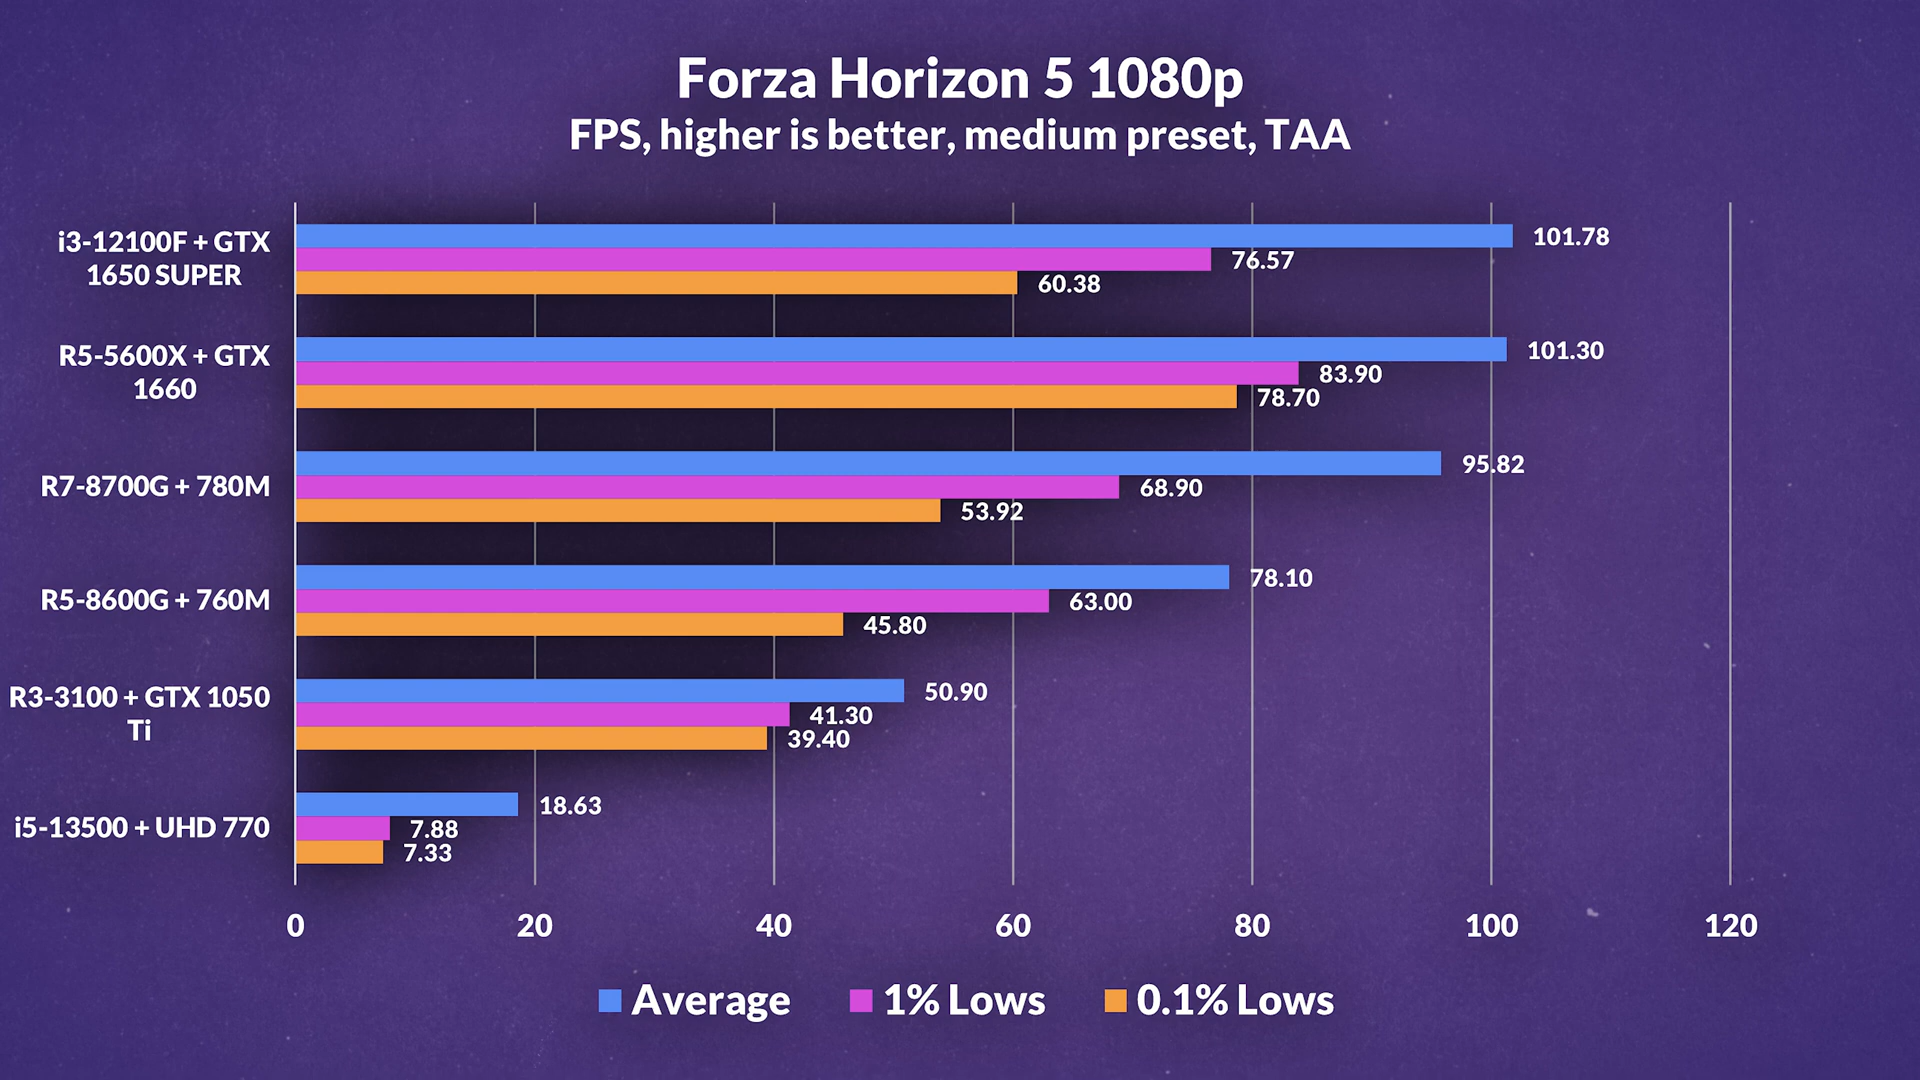 Forza Horizon 5 1080p
FPS, higher is better, medium preset, TAA
i3-12100F + GTX
1650 SUPER
101.78
76.57
60.38
R5-5600X + GTX
1660
101.30
83.90
78.70
R7-8700G + 780M
95.82
68.90
53.92
R5-8600G + 760M
78.10
63.00
45.80
R3-3100 + GTX 1050
Ti
50.90
41.30
39.40
i5-13500 + UHD 770
18.63
7.88
7.33
0 20 40 60 80 100 120
Average 1% Lows 0.1% Lows